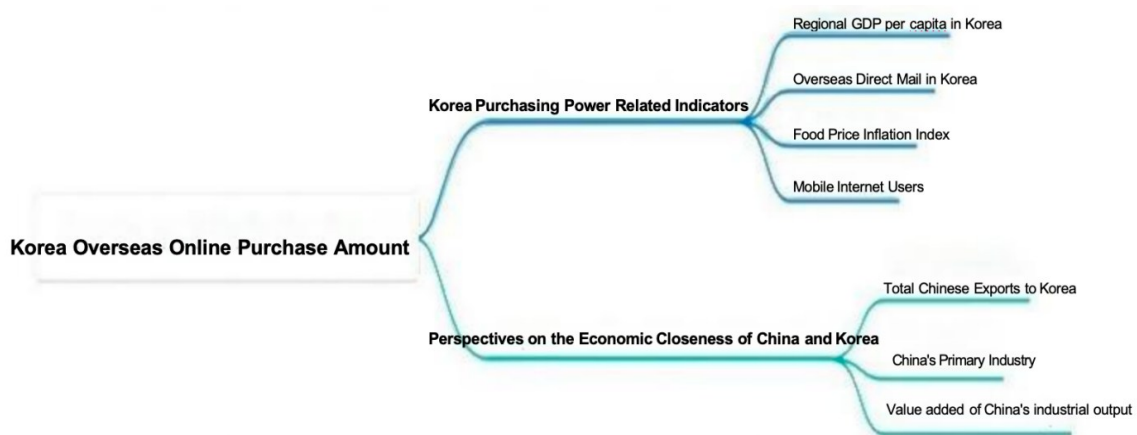 Regional GDP per capita in Korea
Overseas Direct Mail in Korea
Korea Purchasing Power Related Indicators
Food Price Inflation Index
Mobile Internet Users
Korea Overseas Online Purchase Amount
Total Chinese Exports to Korea
Perspectives on the Economic Closeness of China and Korea
China's Primary Industry
Value added of China's industrial output